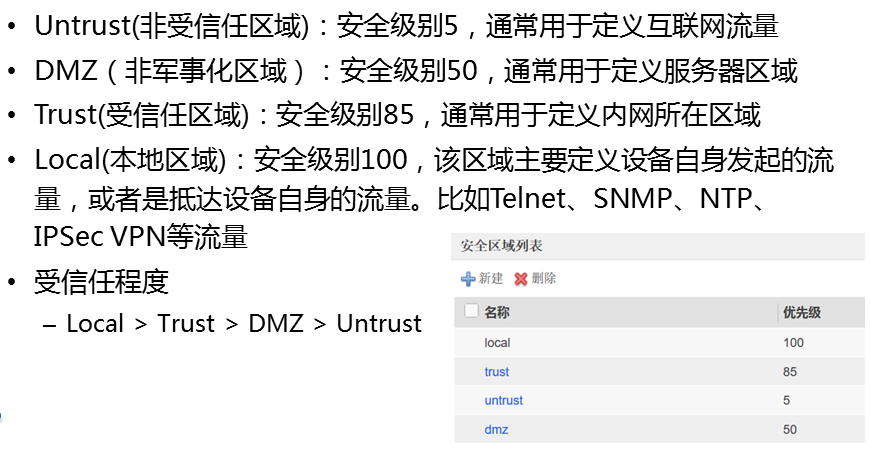 • Untrust(非受信任区域)：安全级别5，通常用于定义互联网流量
• DMZ（非军事化区域）：安全级别50，通常用于定义服务器区域
• Trust(受信任区域)：安全级别85，通常用于定义内网所在区域
• Local(本地区域)：安全级别100，该区域主要定义设备自身发起的流
量，或者是抵达设备自身的流量。比如Telnet、SNMP、NTP、
IPSec VPN等流量
• 受信任程度
– Local > Trust > DMZ > Untrust
安全区域列表
新建 删除
名称 优先级
local 100
trust 85
untrust 5
dmz 50